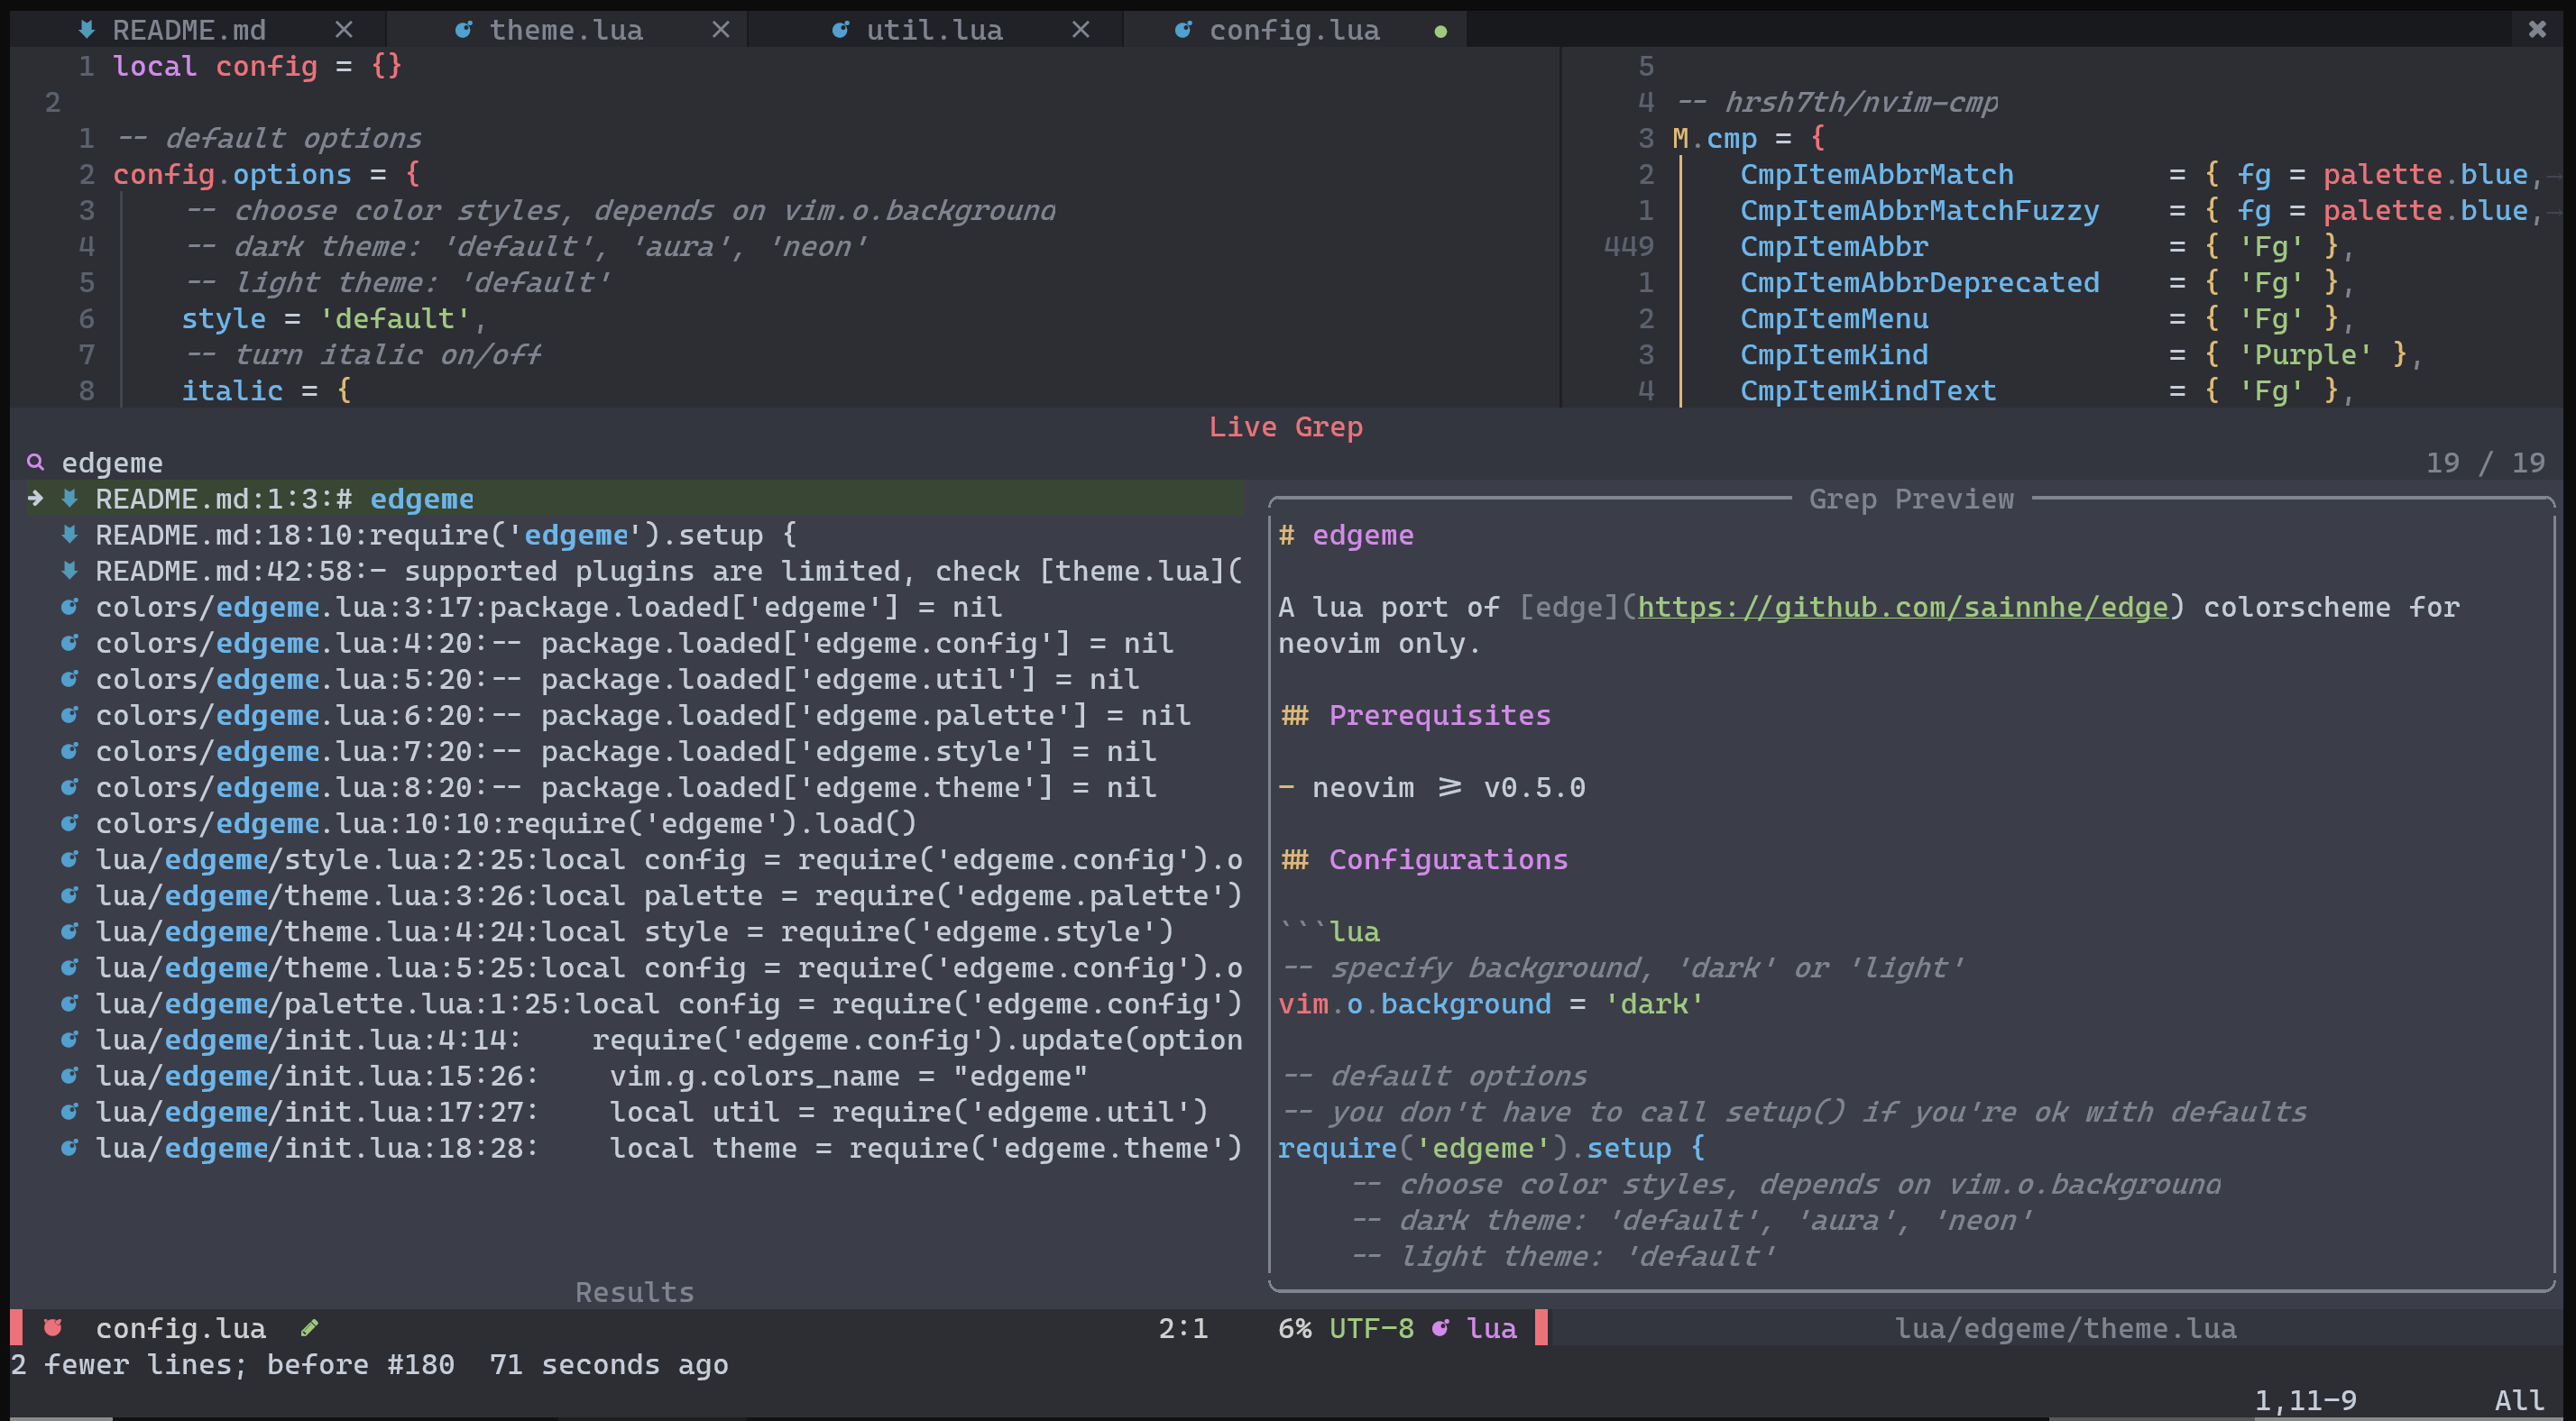 README.md × theme.lua × util.lua × config.lua ●
1 local config = {}
2
1 -- default options
2 config.options = {
3 -- choose color styles, depends on vim.o.background
4 -- dark theme: 'default', 'aura', 'neon'
5 -- light theme: 'default'
6 style = 'default',
7 -- turn italic on/off
8 italic = {
5
4 -- hrsh7th/nvim-cmp
3 M.cmp = {
2 CmpItemAbbrMatch = { fg = palette.blue,→
1 CmpItemAbbrMatchFuzzy = { fg = palette.blue,→
449 CmpItemAbbr = { 'Fg' },
1 CmpItemAbbrDeprecated = { 'Fg' },
2 CmpItemMenu = { 'Fg' },
3 CmpItemKind = { 'Purple' },
4 CmpItemKindText = { 'Fg' },
Live Grep
edgeme 19 / 19
README.md:1:3:# edgeme
README.md:18:10:require('edgeme').setup {
README.md:42:58:- supported plugins are limited, check [theme.lua](
colors/edgeme.lua:3:17:package.loaded['edgeme'] = nil
colors/edgeme.lua:4:20:-- package.loaded['edgeme.config'] = nil
colors/edgeme.lua:5:20:-- package.loaded['edgeme.util'] = nil
colors/edgeme.lua:6:20:-- package.loaded['edgeme.palette'] = nil
colors/edgeme.lua:7:20:-- package.loaded['edgeme.style'] = nil
colors/edgeme.lua:8:20:-- package.loaded['edgeme.theme'] = nil
colors/edgeme.lua:10:10:require('edgeme').load()
lua/edgeme/style.lua:2:25:local config = require('edgeme.config').o
lua/edgeme/theme.lua:3:26:local palette = require('edgeme.palette')
lua/edgeme/theme.lua:4:24:local style = require('edgeme.style')
lua/edgeme/theme.lua:5:25:local config = require('edgeme.config').o
lua/edgeme/palette.lua:1:25:local config = require('edgeme.config')
lua/edgeme/init.lua:4:14: require('edgeme.config').update(option
lua/edgeme/init.lua:15:26: vim.g.colors_name = "edgeme"
lua/edgeme/init.lua:17:27: local util = require('edgeme.util')
lua/edgeme/init.lua:18:28: local theme = require('edgeme.theme')
Results
Grep Preview
# edgeme
A lua port of [edge](https://github.com/sainnhe/edge) colorscheme for
neovim only.
## Prerequisites
- neovim >= v0.5.0
## Configurations
```lua
-- specify background, 'dark' or 'light'
vim.o.background = 'dark'
-- default options
-- you don't have to call setup() if you're ok with defaults
require('edgeme').setup {
-- choose color styles, depends on vim.o.background
-- dark theme: 'default', 'aura', 'neon'
-- light theme: 'default'
config.lua 2:1 6% UTF-8 lua lua/edgeme/theme.lua
2 fewer lines; before #180 71 seconds ago
1,11-9 All